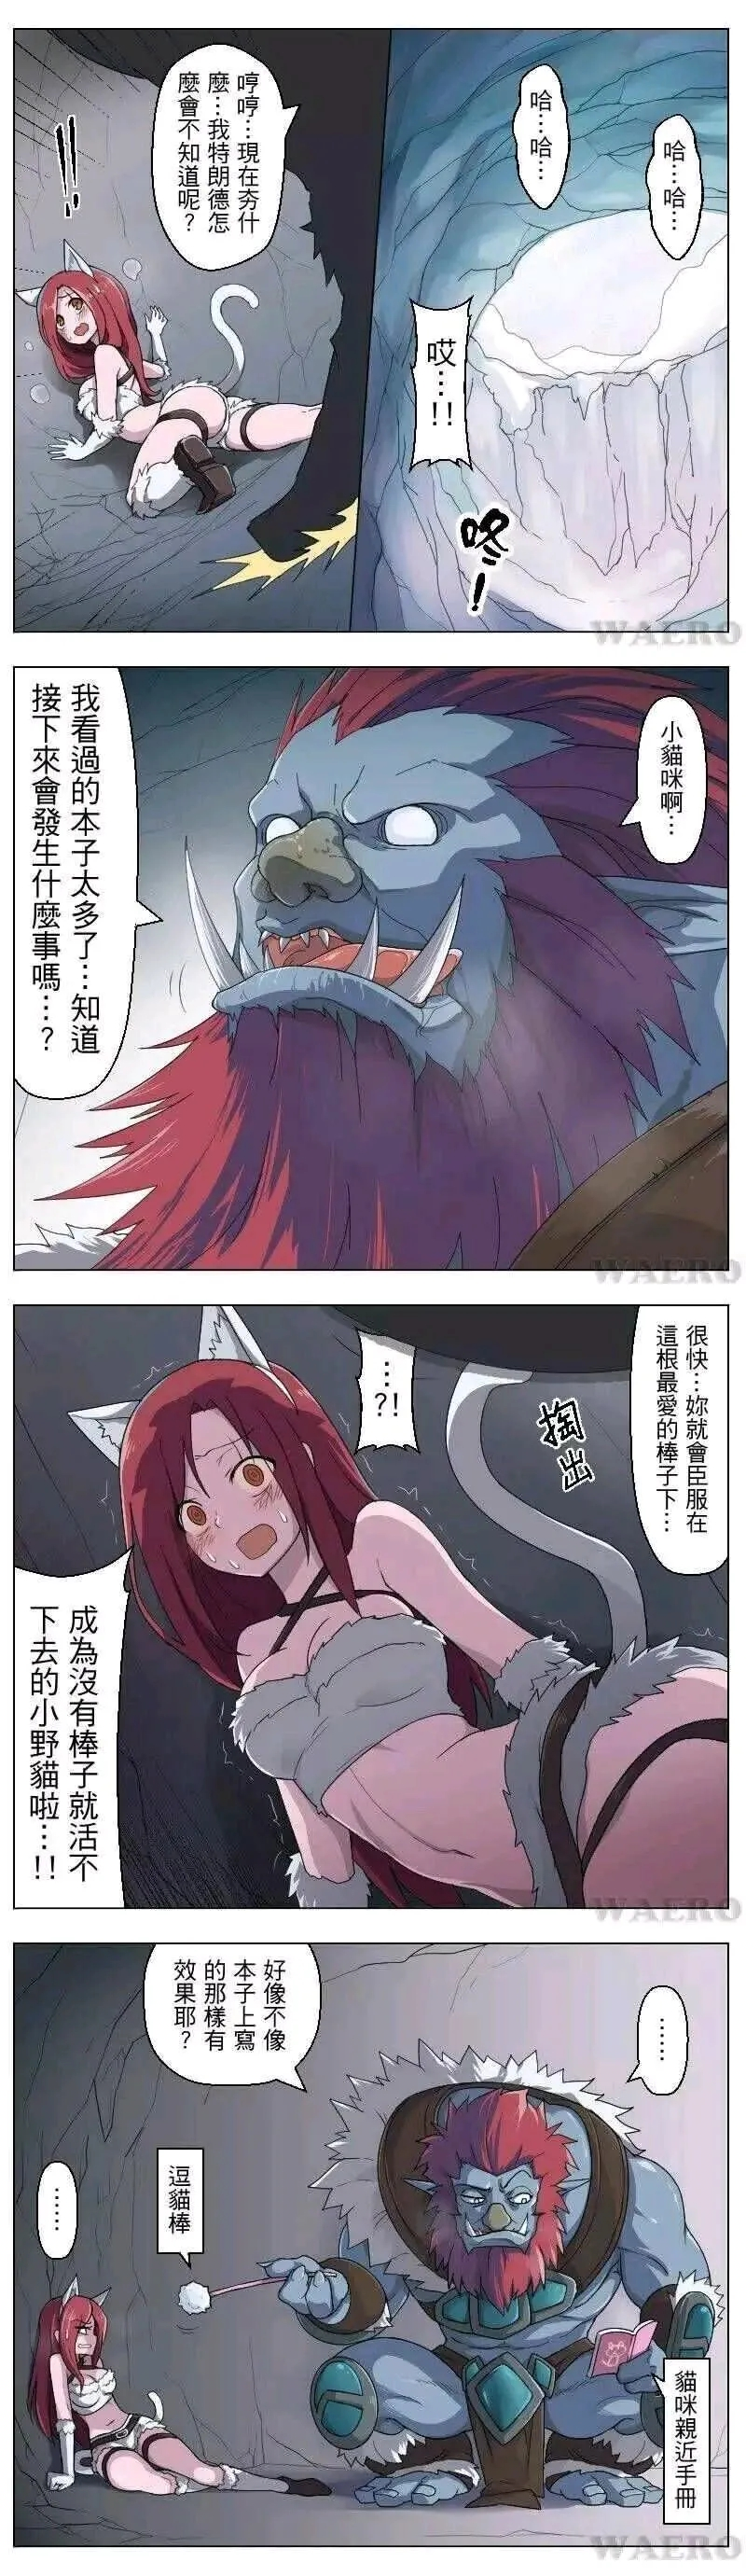 哈…哈…
哈…哈…
哎…!!
咚!
哼哼…現在夯什
麼…我特朗德怎
麼會不知道呢?
!!
WAERO
小貓咪啊…
我看過的本子太多了…知道
接下來會發生什麼事嗎…?
WAERO
很快…妳就會臣服在
這根最愛的棒子下…
掏出
…?!
成為沒有棒子就活不
下去的小野貓啦…!!
WAERO
……
好像不像
本子上寫
的那樣有
效果耶?
逗貓棒
……
貓咪親近手冊
WAERO